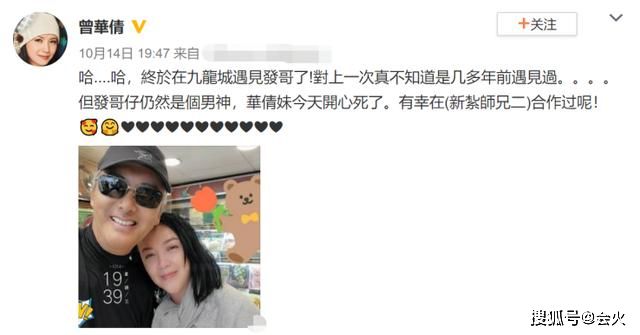 曾華倩
+关注
10月14日 19:47 来自
哈....哈，終於在九龍城遇見發哥了!對上一次真不知道是几多年前遇見過。。。。
但發哥仔仍然是個男神，華倩妹今天開心死了。有幸在(新紮師兄二)合作过呢！
19
39
搜狐号@会火